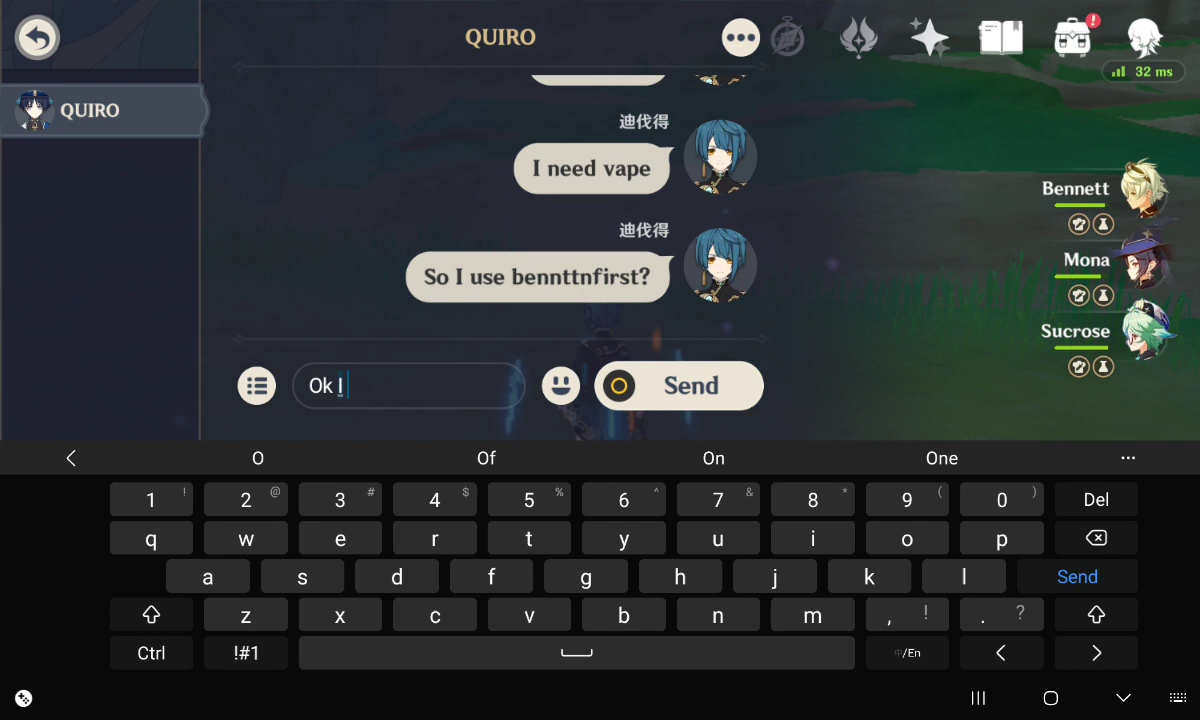 QUIRO
32 ms
QUIRO
迪伐得
I need vape
迪伐得
So I use bennttnfirst?
Bennett
Mona
Sucrose
Ok I
Send
O Of On One ...
1 ! 2 @ 3 # 4 $ 5 % 6 ^ 7 & 8 * 9 ( 0 ) Del
q w e r t y u i o p
a s d f g h j k l Send
z x c v b n m , ! . ?
Ctrl !#1 中/En